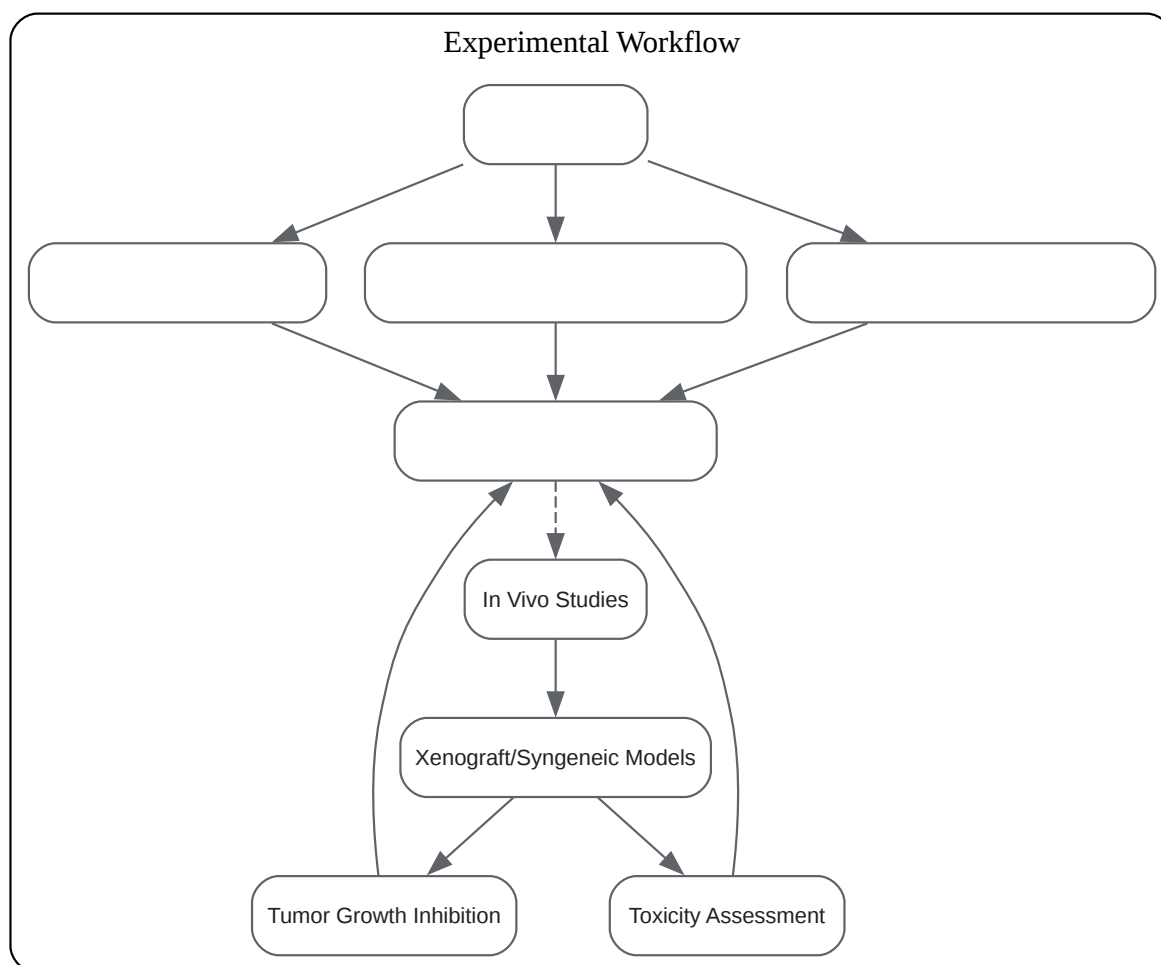 Experimental Workflow
In Vivo Studies
Xenograft/Syngeneic Models
Tumor Growth Inhibition
Toxicity Assessment